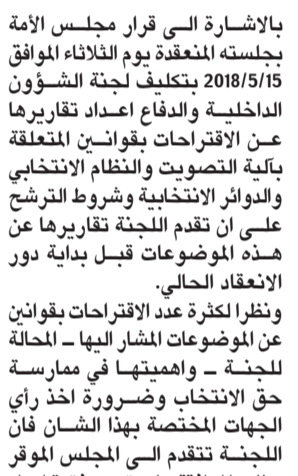 بالاشارة الى قرار مجلس الأمة
بجلسته المنعقدة يوم الثلاثاء الموافق
2018/5/15 بتكليف لجنة الشؤون
الداخلية والدفاع اعداد تقاريرها
عن الاقتراحات بقوانين المتعلقة
بآلية التصويت والنظام الانتخابي
والدوائر الانتخابية وشروط الترشح
على ان تقدم اللجنة تقاريرها عن
هذه الموضوعات قبل بداية دور
الانعقاد الحالي.
ونظرا لكثرة عدد الاقتراحات بقوانين
عن الموضوعات المشار اليها – المحالة
للجنة – واهميتها في ممارسة
حق الانتخاب وضرورة اخذ رأي
الجهات المختصة بهذا الشان فان
اللجنة تتقدم الى المجلس الموقر